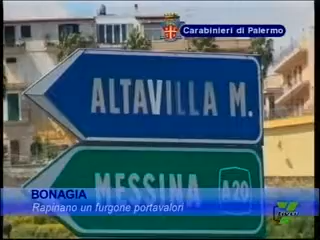 Carabinieri di Palermo
ALTAVILLA M.
MESSINA A20
BONAGIA
Rapinano un furgone portavalori